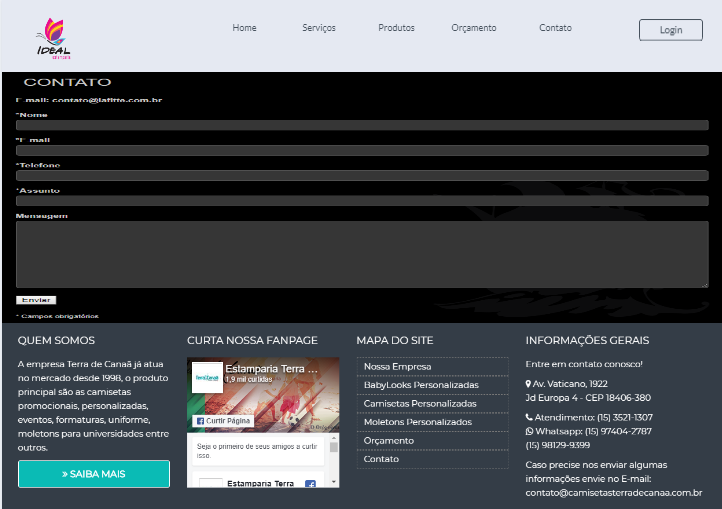 IDEAL
Home Serviços Produtos Orçamento Contato Login
CONTATO
E-mail: contato@lafitta.com.br
*Nome
*E-mail
*Telefone
*Assunto
Mensagem
Enviar
* Campos obrigatórios
QUEM SOMOS
A empresa Terra de Canaã já atua
no mercado desde 1998, o produto
principal são as camisetas
promocionais, personalizadas,
eventos, formaturas, uniforme,
moletons para universidades entre
outros.
» SAIBA MAIS
CURTA NOSSA FANPAGE
Estamparia Terra ...
1,9 mil curtidas
Curtir Página
Seja o primeiro de seus amigos a curtir
isso.
Estamparia Terra
MAPA DO SITE
Nossa Empresa
BabyLooks Personalizadas
Camisetas Personalizadas
Moletons Personalizados
Orçamento
Contato
INFORMAÇÕES GERAIS
Entre em contato conosco!
Av. Vaticano, 1922
Jd Europa 4 - CEP 18406-380
Atendimento: (15) 3521-1307
Whatsapp: (15) 97404-2787
(15) 98129-9399
Caso precise nos enviar algumas
informações envie no E-mail:
contato@camisetasterradecanaa.com.br